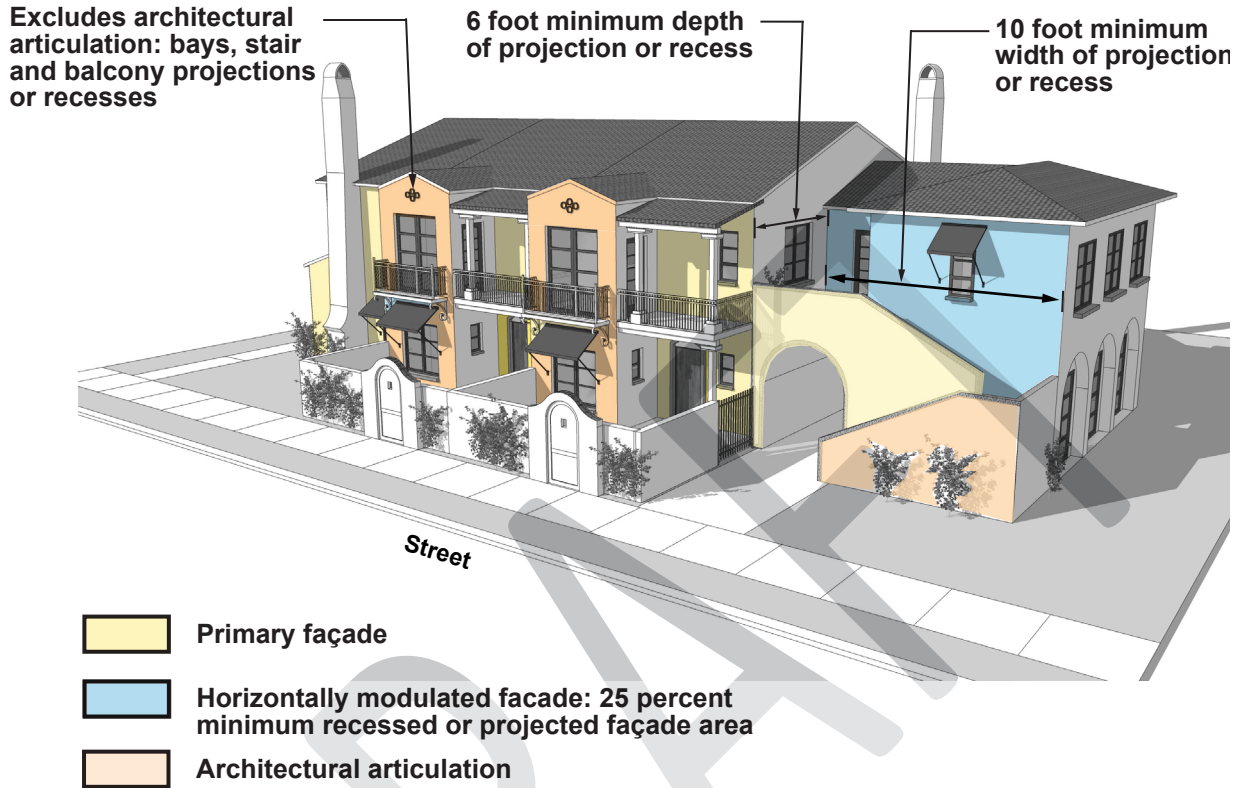 Excludes architectural
articulation: bays, stair
and balcony projections
or recesses
6 foot minimum depth
of projection or recess
10 foot minimum
width of projection
or recess
Street
Primary façade
Horizontally modulated facade: 25 percent
minimum recessed or projected façade area
Architectural articulation